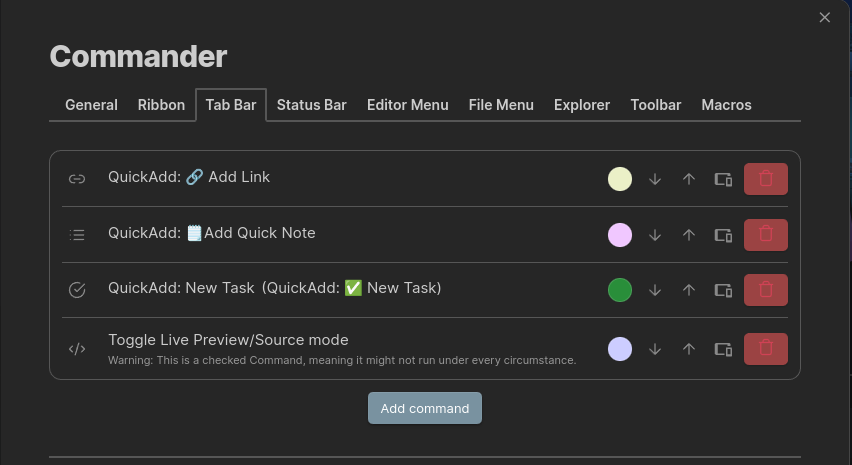 Commander
General Ribbon Tab Bar Status Bar Editor Menu File Menu Explorer Toolbar Macros
QuickAdd: 🔗 Add Link
QuickAdd: 🗒️Add Quick Note
QuickAdd: New Task (QuickAdd: ✅ New Task)
Toggle Live Preview/Source mode
Warning: This is a checked Command, meaning it might not run under every circumstance.
Add command